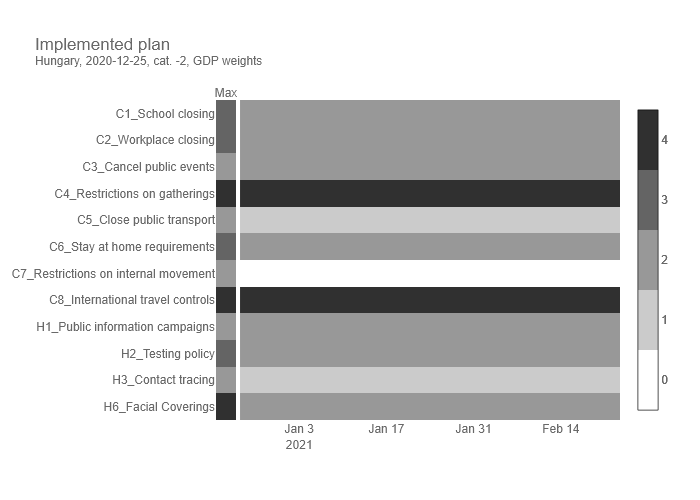 Implemented plan
Hungary, 2020-12-25, cat. -2, GDP weights
Max
C1_School closing
C2_Workplace closing
C3_Cancel public events
C4_Restrictions on gatherings
C5_Close public transport
C6_Stay at home requirements
C7_Restrictions on internal movement
C8_International travel controls
H1_Public information campaigns
H2_Testing policy
H3_Contact tracing
H6_Facial Coverings
4
3
2
1
0
Jan 3 Jan 17 Jan 31 Feb 14
2021